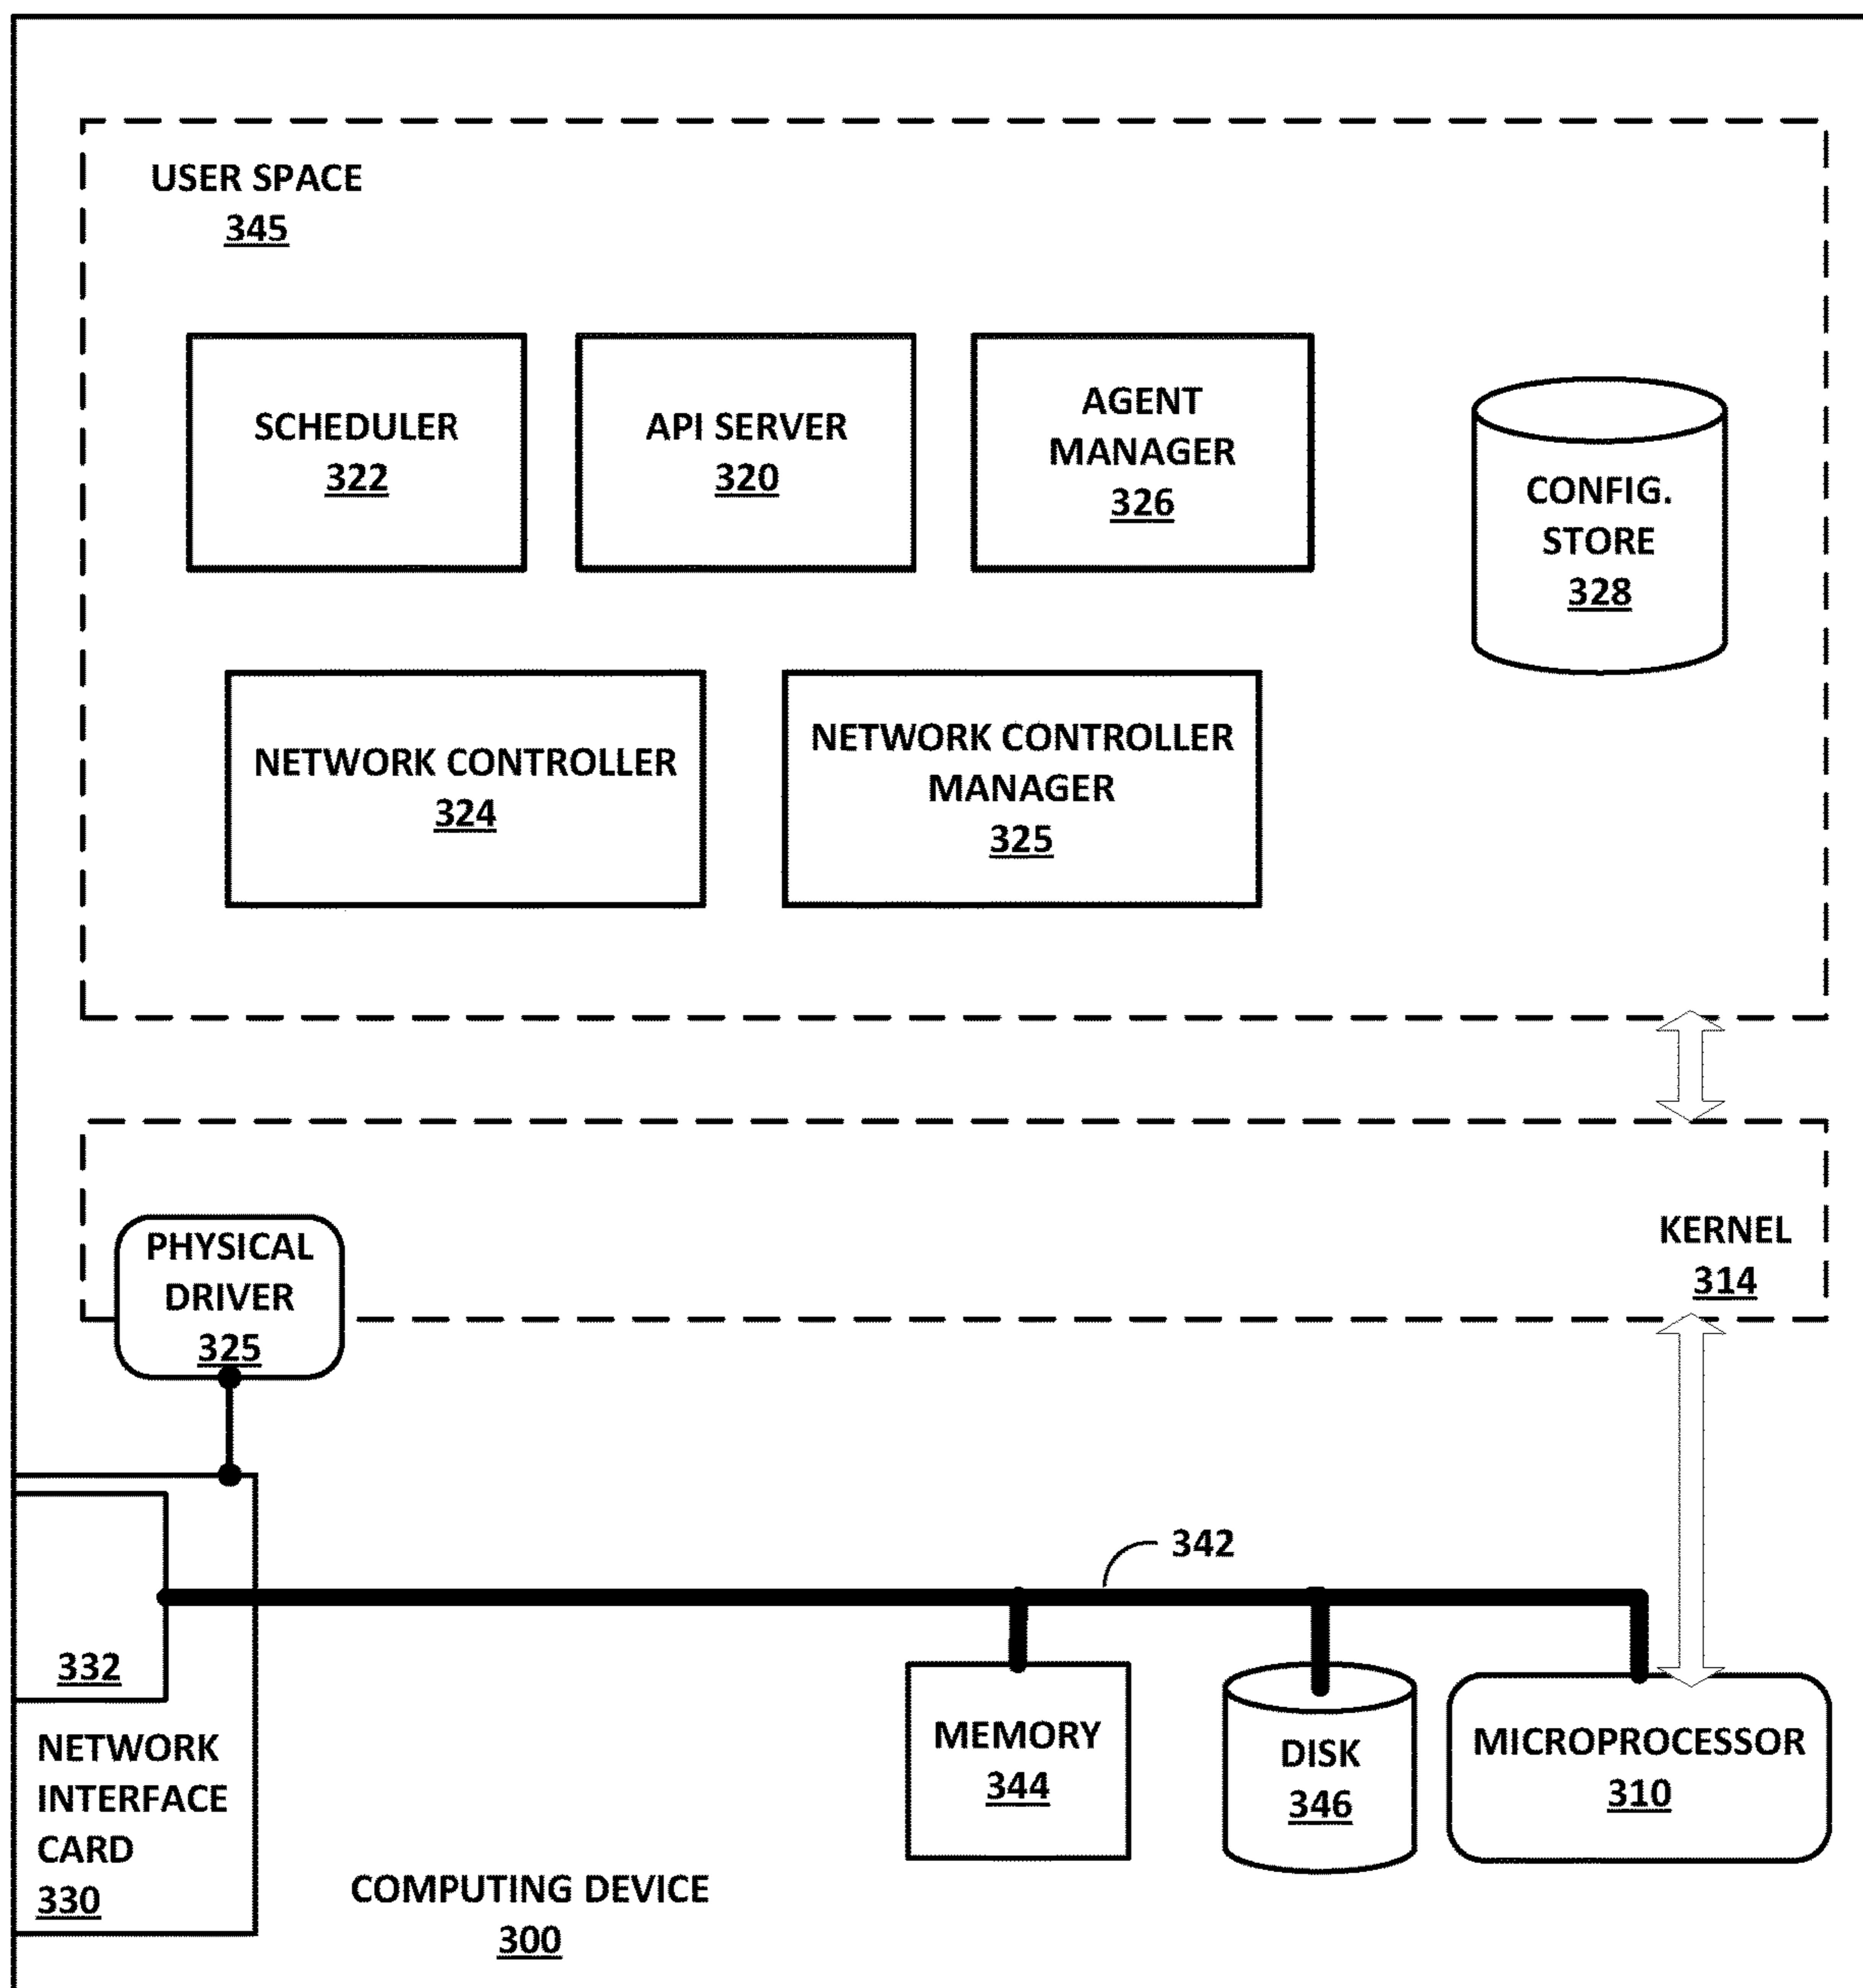 USER SPACE
345
SCHEDULER
322
API SERVER
320
AGENT
MANAGER
326
CONFIG.
STORE
328
NETWORK CONTROLLER
324
NETWORK CONTROLLER
MANAGER
325
PHYSICAL
DRIVER
325
KERNEL
314
342
332
NETWORK
INTERFACE
CARD
330
MEMORY
344
DISK
346
MICROPROCESSOR
310
COMPUTING DEVICE
300